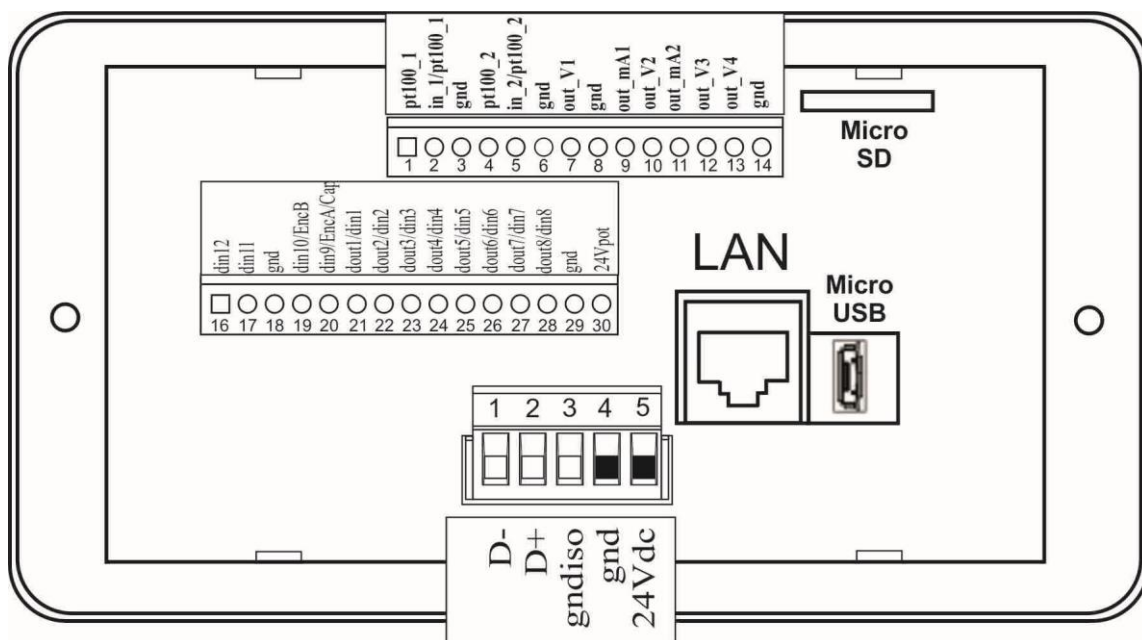 pt100_1
in_1/pt100_1
gnd
pt100_2
in_2/pt100_2
gnd
out_V1
gnd
out_mA1
out_V2
out_mA2
out_V3
out_V4
gnd
1 2 3 4 5 6 7 8 9 10 11 12 13 14
Micro
SD
din12
din11
gnd
din10/EncB
din9/EncA/Cap
dout1/din1
dout2/din2
dout3/din3
dout4/din4
dout5/din5
dout6/din6
dout7/din7
dout8/din8
gnd
24Vpot
16 17 18 19 20 21 22 23 24 25 26 27 28 29 30
LAN
Micro
USB
1 2 3 4 5
D-
D+
gndiso
gnd
24Vdc